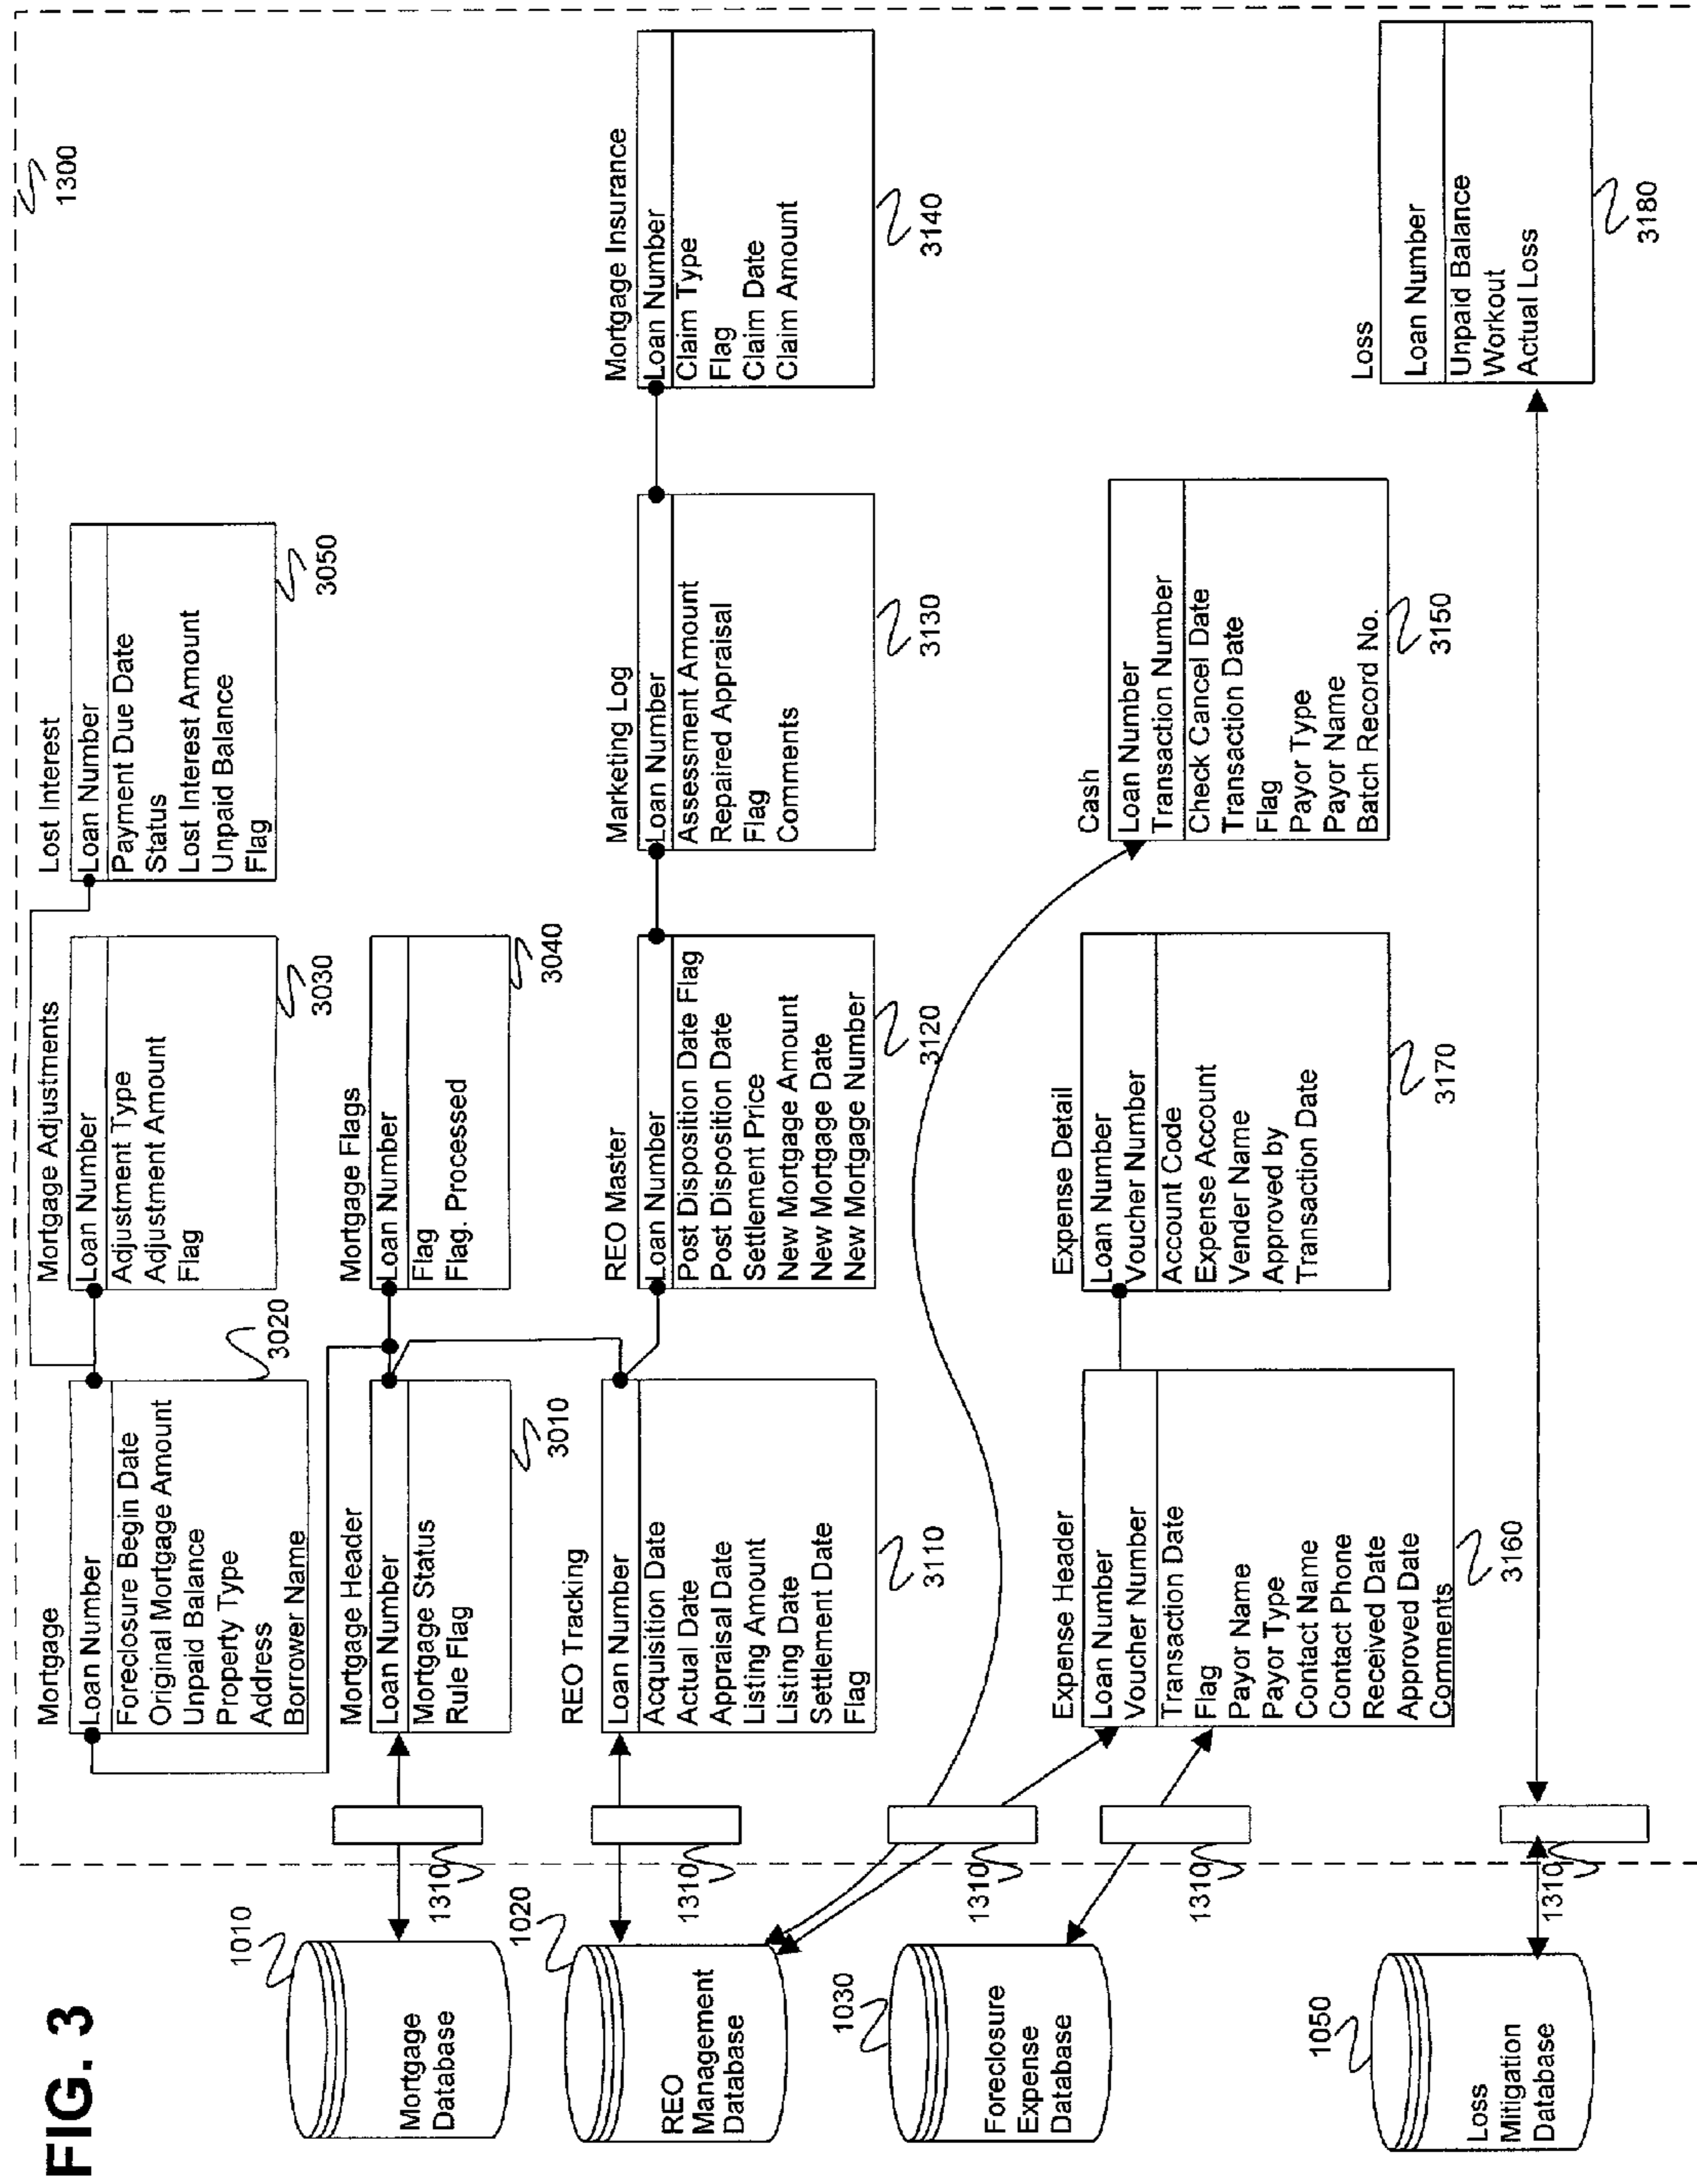 FIG. 3
1300
1010
Mortgage
Database
1020
REO
Management
Database
1030
Foreclosure
Expense
Database
1050
Loss
Mitigation
Database
1310
1310
1310
1310
1310
Mortgage
Loan Number
Foreclosure Begin Date
Original Mortgage Amount
Unpaid Balance
Property Type
Address
Borrower Name
3020
Mortgage Adjustments
Loan Number
Adjustment Type
Adjustment Amount
Flag
3030
Lost Interest
Loan Number
Payment Due Date
Status
Lost Interest Amount
Unpaid Balance
Flag
3050
Mortgage Header
Loan Number
Mortgage Status
Rule Flag
3010
Mortgage Flags
Loan Number
Flag
Flag. Processed
3040
REO Tracking
Loan Number
Acquisition Date
Actual Date
Appraisal Date
Listing Amount
Listing Date
Settlement Date
Flag
3110
REO Master
Loan Number
Post Disposition Date Flag
Post Disposition Date
Settlement Price
New Mortgage Amount
New Mortgage Date
New Mortgage Number
3120
Marketing Log
Loan Number
Assessment Amount
Repaired Appraisal
Flag
Comments
3130
Mortgage Insurance
Loan Number
Claim Type
Flag
Claim Date
Claim Amount
3140
Expense Header
Loan Number
Voucher Number
Transaction Date
Flag
Payor Name
Payor Type
Contact Name
Contact Phone
Received Date
Approved Date
Comments
3160
Expense Detail
Loan Number
Voucher Number
Account Code
Expense Account
Vender Name
Approved by
Transaction Date
3170
Cash
Loan Number
Transaction Number
Check Cancel Date
Transaction Date
Flag
Payor Type
Payor Name
Batch Record No.
3150
Loss
Loan Number
Unpaid Balance
Workout
Actual Loss
3180